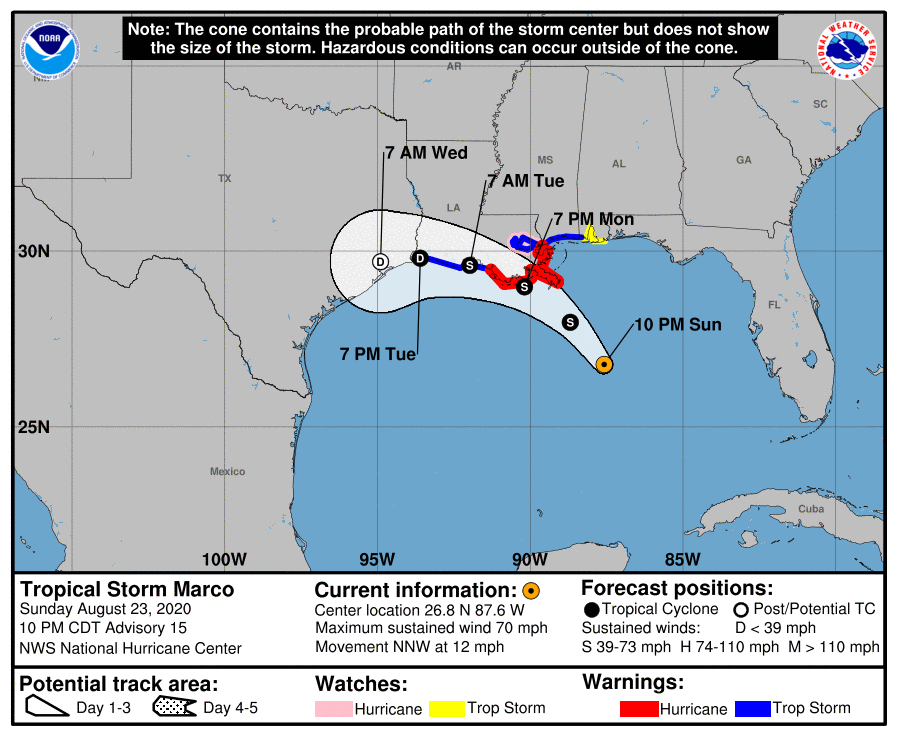 Note: The cone contains the probable path of the storm center but does not show
the size of the storm. Hazardous conditions can occur outside of the cone.
NOAA
NATIONAL WEATHER SERVICE
AR
SC
7 AM Wed
MS
AL
GA
TX
7 AM Tue
LA
7 PM Mon
30N
D
D
S
S
FL
S
10 PM Sun
7 PM Tue
25N
Mexico
Cuba
100W
95W
90W
85W
Tropical Storm Marco
Sunday August 23, 2020
10 PM CDT Advisory 15
NWS National Hurricane Center
Current information:
Center location 26.8 N 87.6 W
Maximum sustained wind 70 mph
Movement NNW at 12 mph
Forecast positions:
Tropical Cyclone Post/Potential TC
Sustained winds: D < 39 mph
S 39-73 mph H 74-110 mph M > 110 mph
Potential track area:
Day 1-3 Day 4-5
Watches:
Hurricane Trop Storm
Warnings:
Hurricane Trop Storm